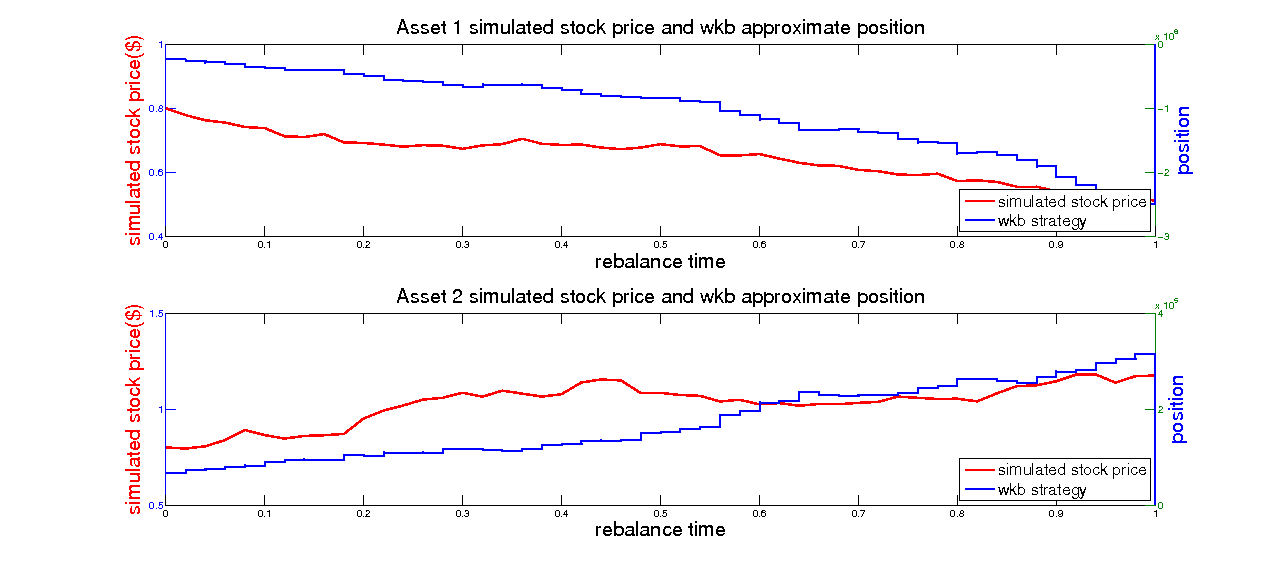 Asset 1 simulated stock price and wkb approximate position
x 10
simulated stock price($)
1
0.8
0.6
0.4
0
−1
−2
−3
position
simulated stock price
wkb strategy
0 0.1 0.2 0.3 0.4 0.5 0.6 0.7 0.8 0.9 1
rebalance time
Asset 2 simulated stock price and wkb approximate position
x 10^5
simulated stock price($)
1.5
1
0.5
4
2
0
position
simulated stock price
wkb strategy
0 0.1 0.2 0.3 0.4 0.5 0.6 0.7 0.8 0.9 1
rebalance time